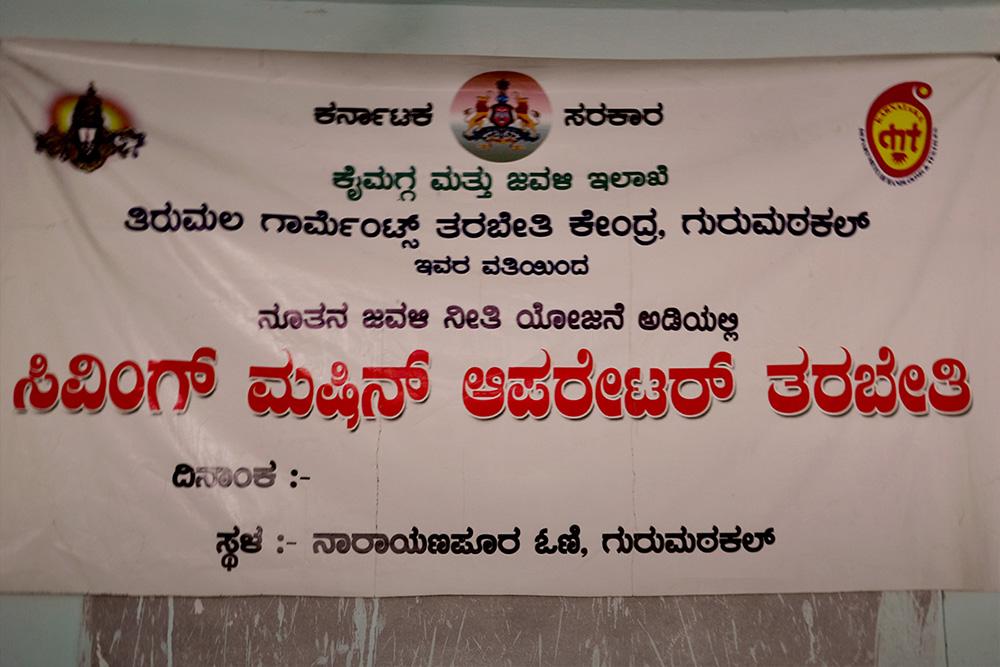 ಕರ್ನಾಟಕ ಸರಕಾರ
ಕೈಮಗ್ಗ ಮತ್ತು ಜವಳಿ ಇಲಾಖೆ
ತಿರುಮಲ ಗಾರ್ಮೆಂಟ್ಸ್ ತರಬೇತಿ ಕೇಂದ್ರ, ಗುರುಮಠಕಲ್
ಇವರ ವತಿಯಿಂದ
ನೂತನ ಜವಳಿ ನೀತಿ ಯೋಜನೆ ಅಡಿಯಲ್ಲಿ
ಸಿವಿಂಗ್ ಮಷಿನ್ ಆಪರೇಟರ್ ತರಬೇತಿ
ದಿನಾಂಕ :-
ಸ್ಥಳ :- ನಾರಾಯಣಪೂರ ಓಣಿ, ಗುರುಮಠಕಲ್